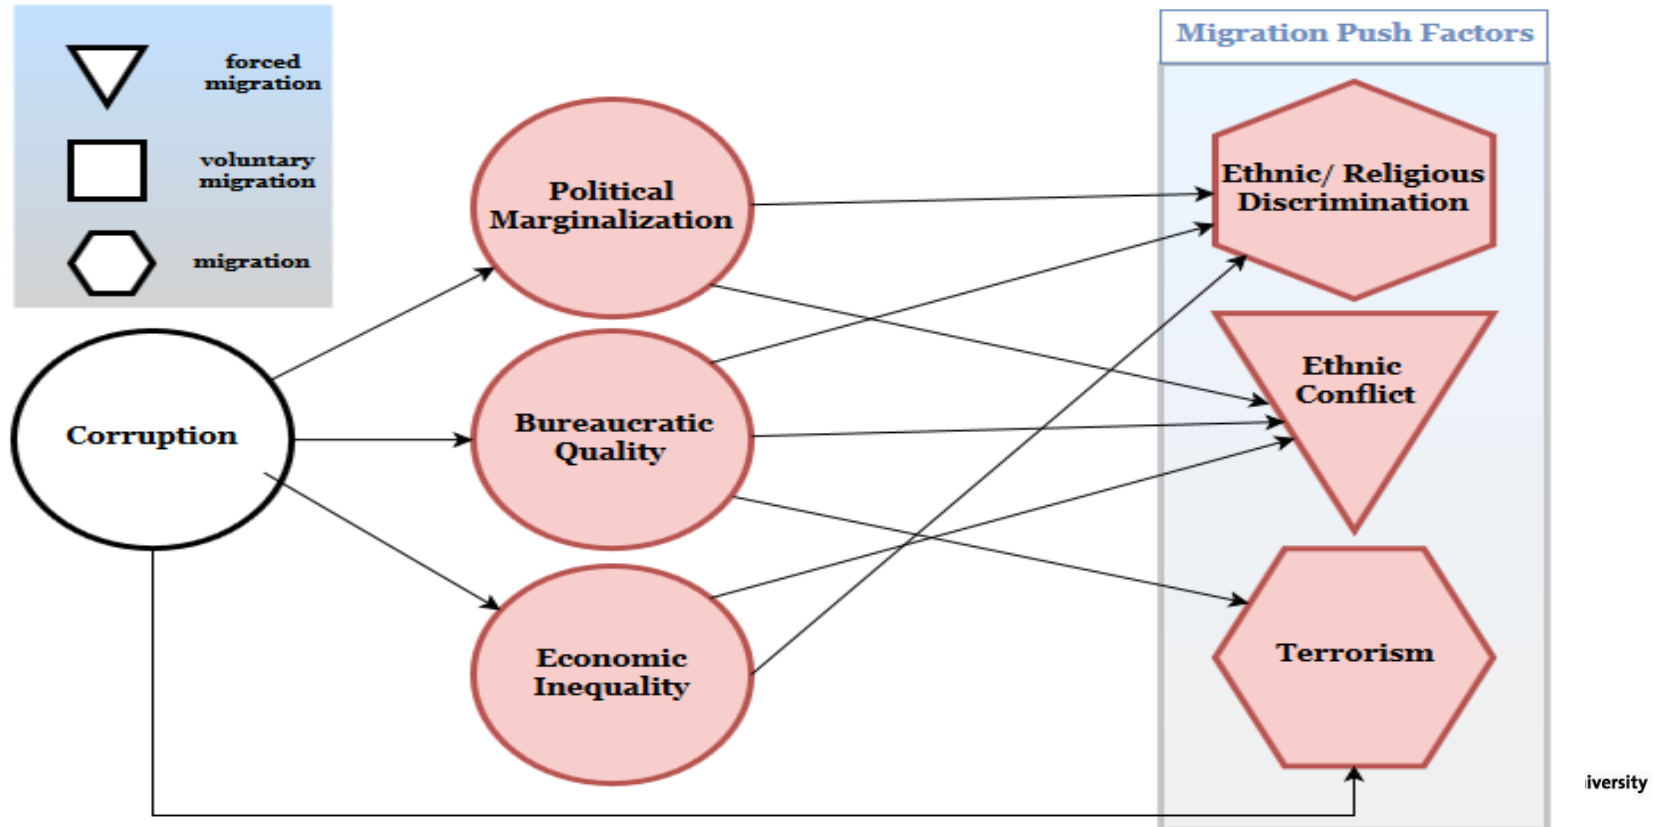 forced
migration
voluntary
migration
migration
Corruption
Political
Marginalization
Bureaucratic
Quality
Economic
Inequality
Migration Push Factors
Ethnic/ Religious
Discrimination
Ethnic
Conflict
Terrorism
iversity